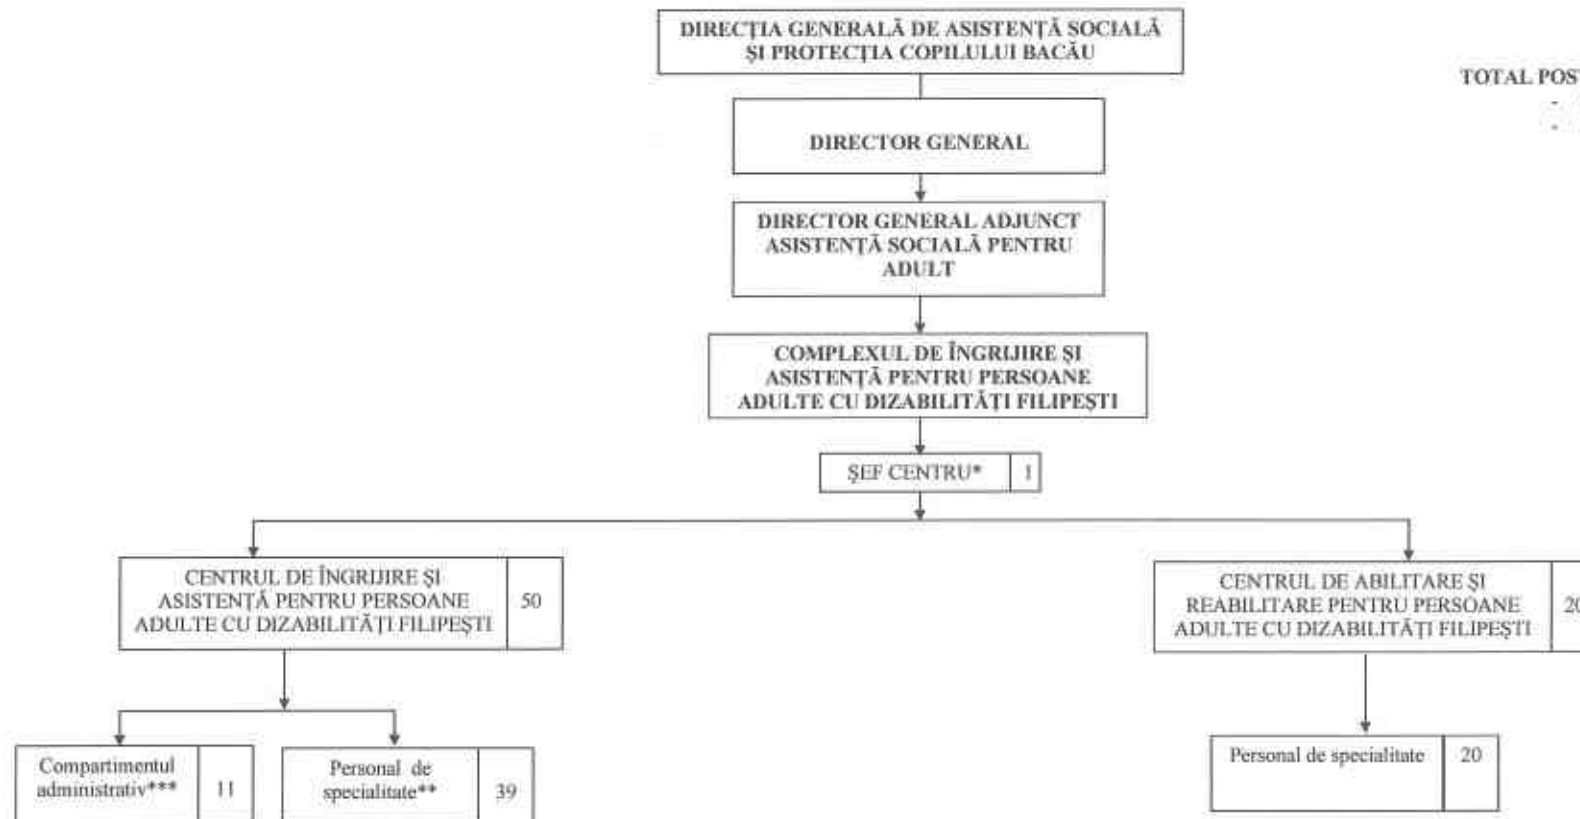 DIRECȚIA GENERALĂ DE ASISTENȚĂ SOCIALĂ
ȘI PROTECȚIA COPILULUI BACĂU
TOTAL POST
-
-
DIRECTOR GENERAL
DIRECTOR GENERAL ADJUNCT
ASISTENȚĂ SOCIALĂ PENTRU
ADULT
COMPLEXUL DE ÎNGRIJIRE ȘI
ASISTENȚĂ PENTRU PERSOANE
ADULTE CU DIZABILITĂȚI FILIPEȘTI
ȘEF CENTRU* 1
CENTRUL DE ÎNGRIJIRE ȘI
ASISTENȚĂ PENTRU PERSOANE
ADULTE CU DIZABILITĂȚI FILIPEȘTI
50
CENTRUL DE ABILITARE ȘI
REABILITARE PENTRU PERSOANE
ADULTE CU DIZABILITĂȚI FILIPEȘTI
20
Compartimentul
administrativ***
11
Personal de
specialitate**
39
Personal de specialitate 20